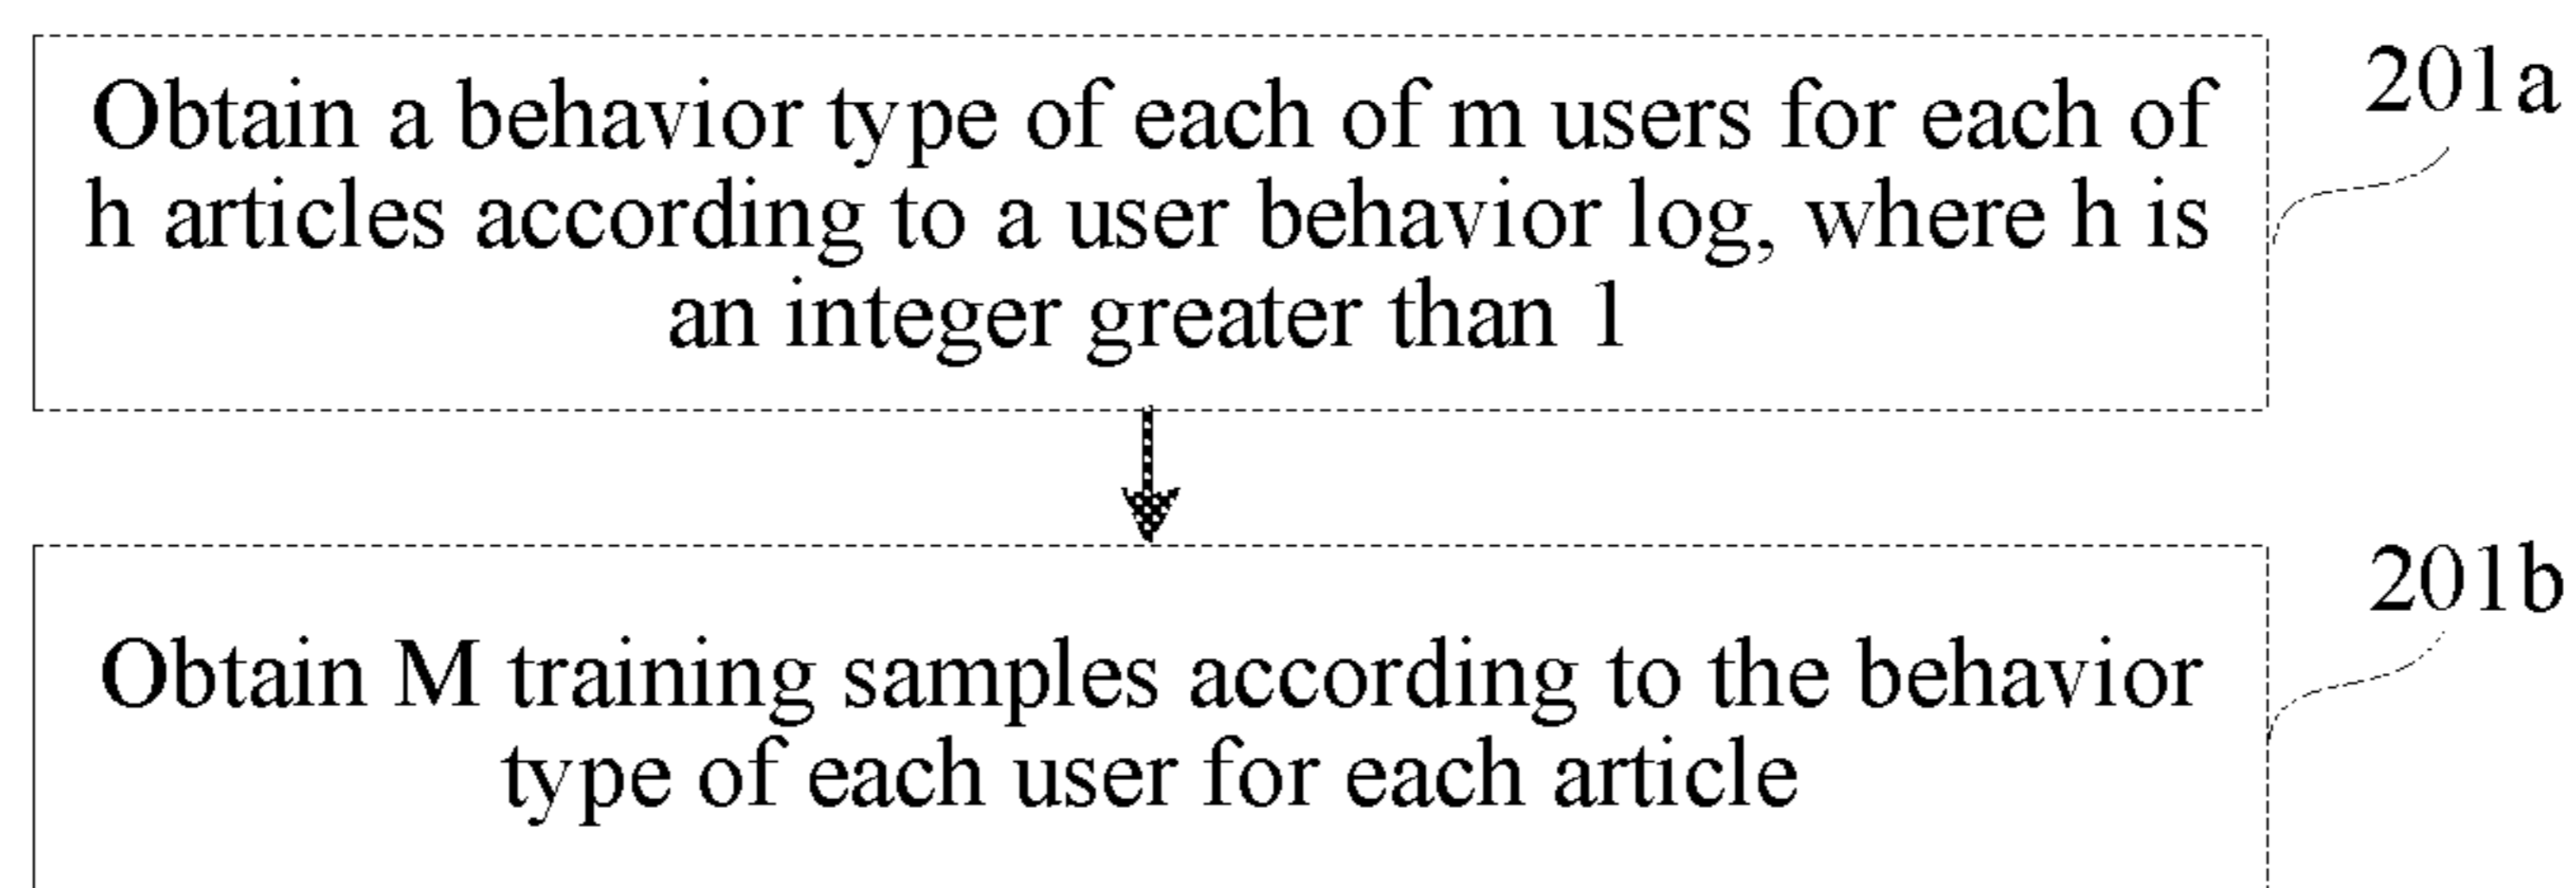 Obtain a behavior type of each of m users for each of
h articles according to a user behavior log, where h is
an integer greater than 1
201a
Obtain M training samples according to the behavior
type of each user for each article
201b